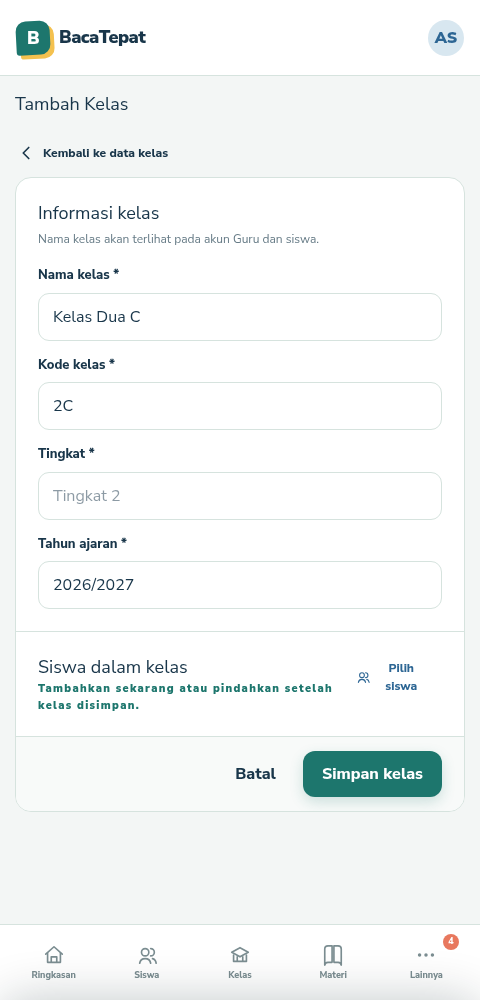 B BacaTepat
AS
Tambah Kelas
Kembali ke data kelas
Informasi kelas
Nama kelas akan terlihat pada akun Guru dan siswa.
Nama kelas *
Kelas Dua C
Kode kelas *
2C
Tingkat *
Tingkat 2
Tahun ajaran *
2026/2027
Siswa dalam kelas
Tambahkan sekarang atau pindahkan setelah
kelas disimpan.
Pilih
siswa
Batal
Simpan kelas
4
Ringkasan
Siswa
Kelas
Materi
Lainnya